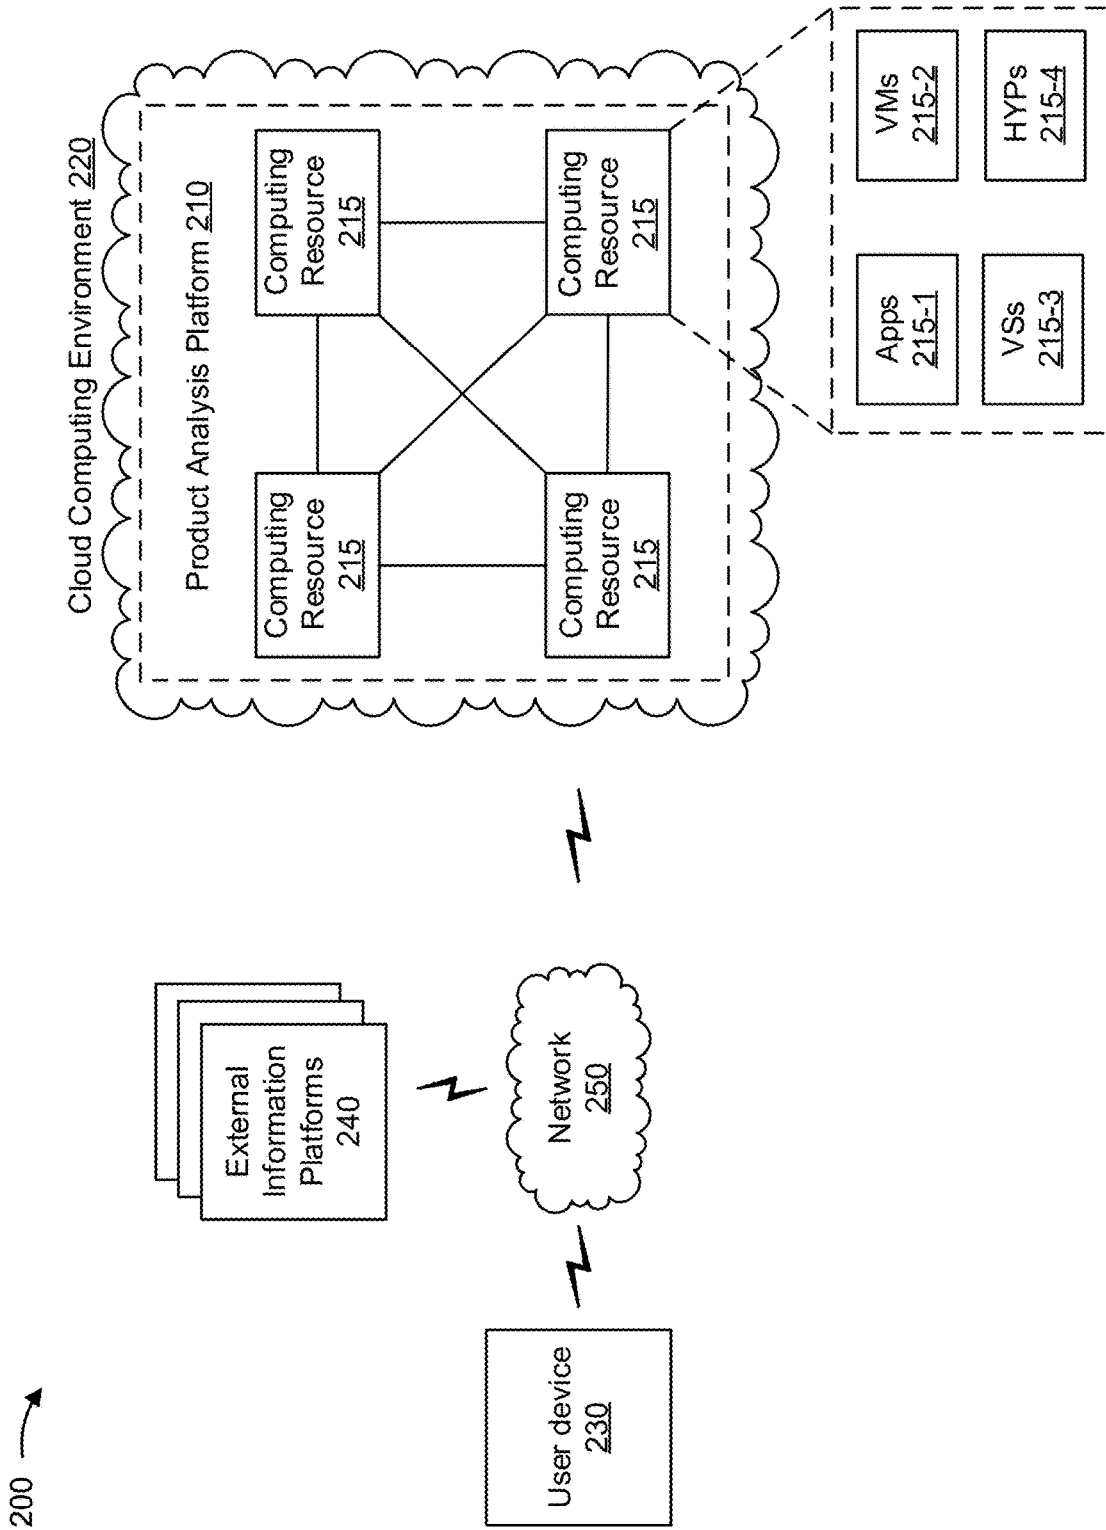 200
Cloud Computing Environment 220
Product Analysis Platform 210
Computing
Resource
215
Computing
Resource
215
Computing
Resource
215
Computing
Resource
215
External
Information
Platforms
240
User device
230
Network
250
Apps
215-1
VMs
215-2
VSs
215-3
HYPs
215-4